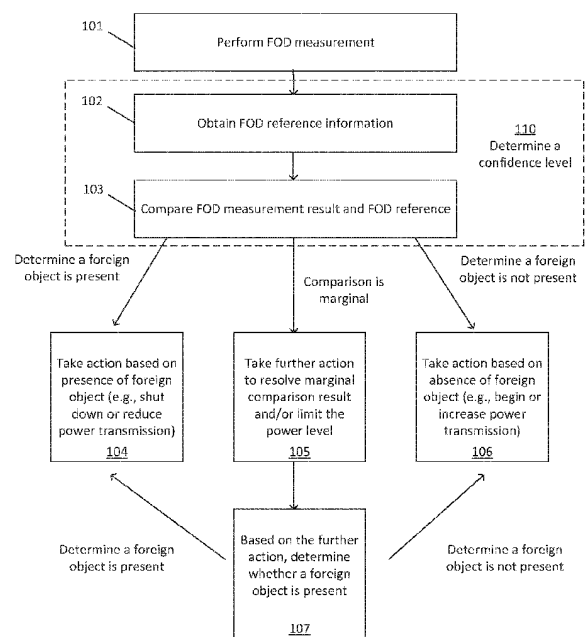 101
Perform FOD measurement
102
Obtain FOD reference information
110
Determine a
confidence level
103
Compare FOD measurement result and FOD reference
Determine a foreign
object is present
Comparison is
marginal
Determine a foreign
object is not present
Take action based on
presence of foreign
object (e.g., shut
down or reduce
power transmission)
104
Take further action
to resolve marginal
comparison result
and/or limit the
power level
105
Take action based on
absence of foreign
object (e.g., begin or
increase power
transmission)
106
Determine a foreign
object is present
Based on the further
action, determine
whether a foreign
object is present
107
Determine a foreign
object is not present